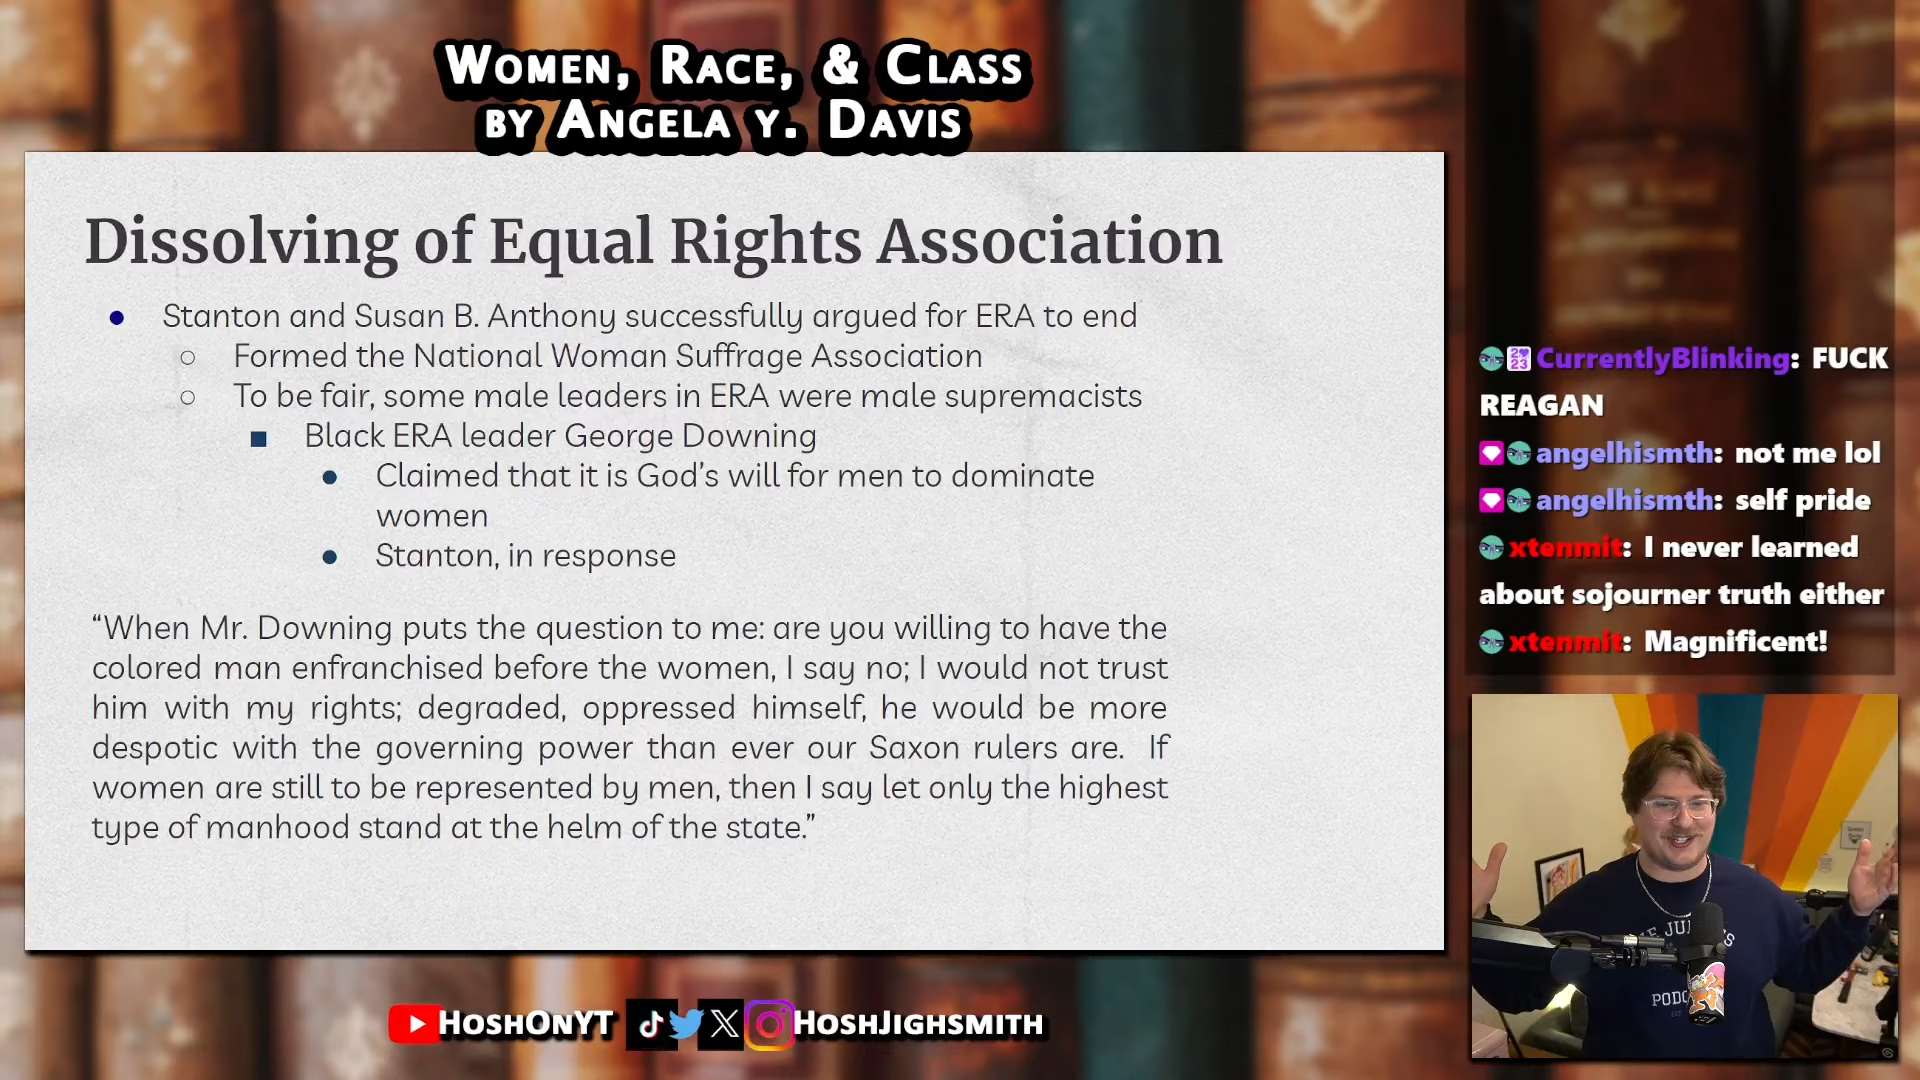 WOMEN, RACE, & CLASS
BY ANGELA Y. DAVIS
Dissolving of Equal Rights Association
Stanton and Susan B. Anthony successfully argued for ERA to end
Formed the National Woman Suffrage Association
To be fair, some male leaders in ERA were male supremacists
Black ERA leader George Downing
Claimed that it is God's will for men to dominate
women
Stanton, in response
“When Mr. Downing puts the question to me: are you willing to have the
colored man enfranchised before the women, I say no; I would not trust
him with my rights; degraded, oppressed himself, he would be more
despotic with the governing power than ever our Saxon rulers are. If
women are still to be represented by men, then I say let only the highest
type of manhood stand at the helm of the state.”
CurrentlyBlinking: FUCK
REAGAN
angelhismth: not me lol
angelhismth: self pride
xtenmit: I never learned
about sojourner truth either
xtenmit: Magnificent!
HOSHONYT
HOSHJIGHSMITH